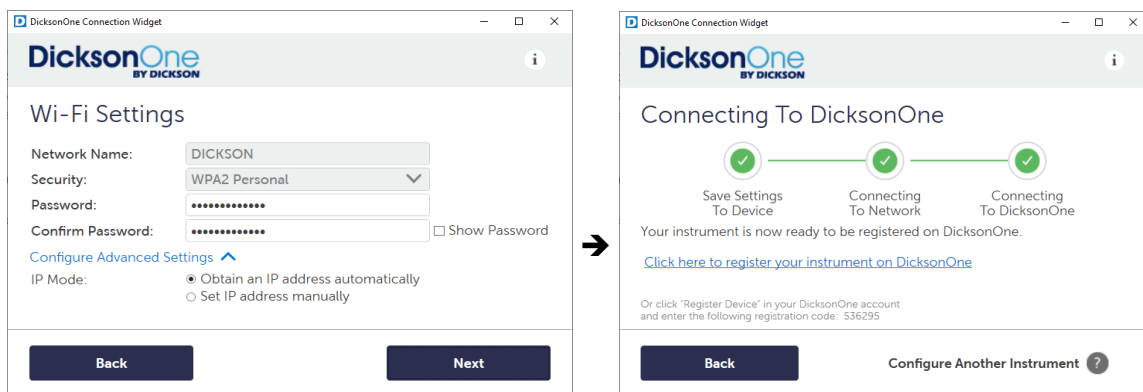 DicksonOne Connection Widget
DicksonOne
BY DICKSON
i
Wi-Fi Settings
Network Name: DICKSON
Security: WPA2 Personal
Password: •••••••••••••
Confirm Password: ••••••••••••• Show Password
Configure Advanced Settings
IP Mode: Obtain an IP address automatically
Set IP address manually
Back Next
DicksonOne Connection Widget
DicksonOne
BY DICKSON
i
Connecting To DicksonOne
Save Settings Connecting Connecting
To Device To Network To DicksonOne
Your instrument is now ready to be registered on DicksonOne.
Click here to register your instrument on DicksonOne
Or click "Register Device" in your DicksonOne account
and enter the following registration code: 536295
Back Configure Another Instrument ?